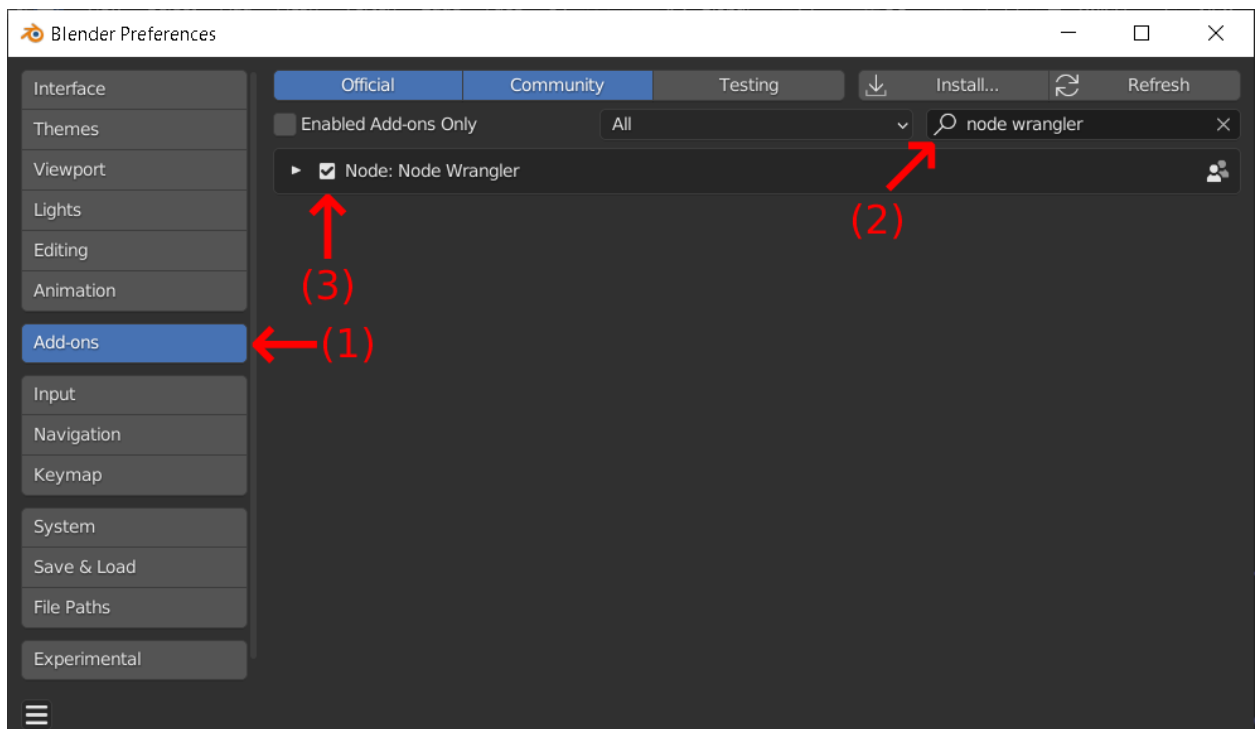 Blender Preferences
Interface
Themes
Viewport
Lights
Editing
Animation
Add-ons
Input
Navigation
Keymap
System
Save & Load
File Paths
Experimental
Official Community Testing Install... Refresh
Enabled Add-ons Only All node wrangler
Node: Node Wrangler
(2)
(3)
(1)